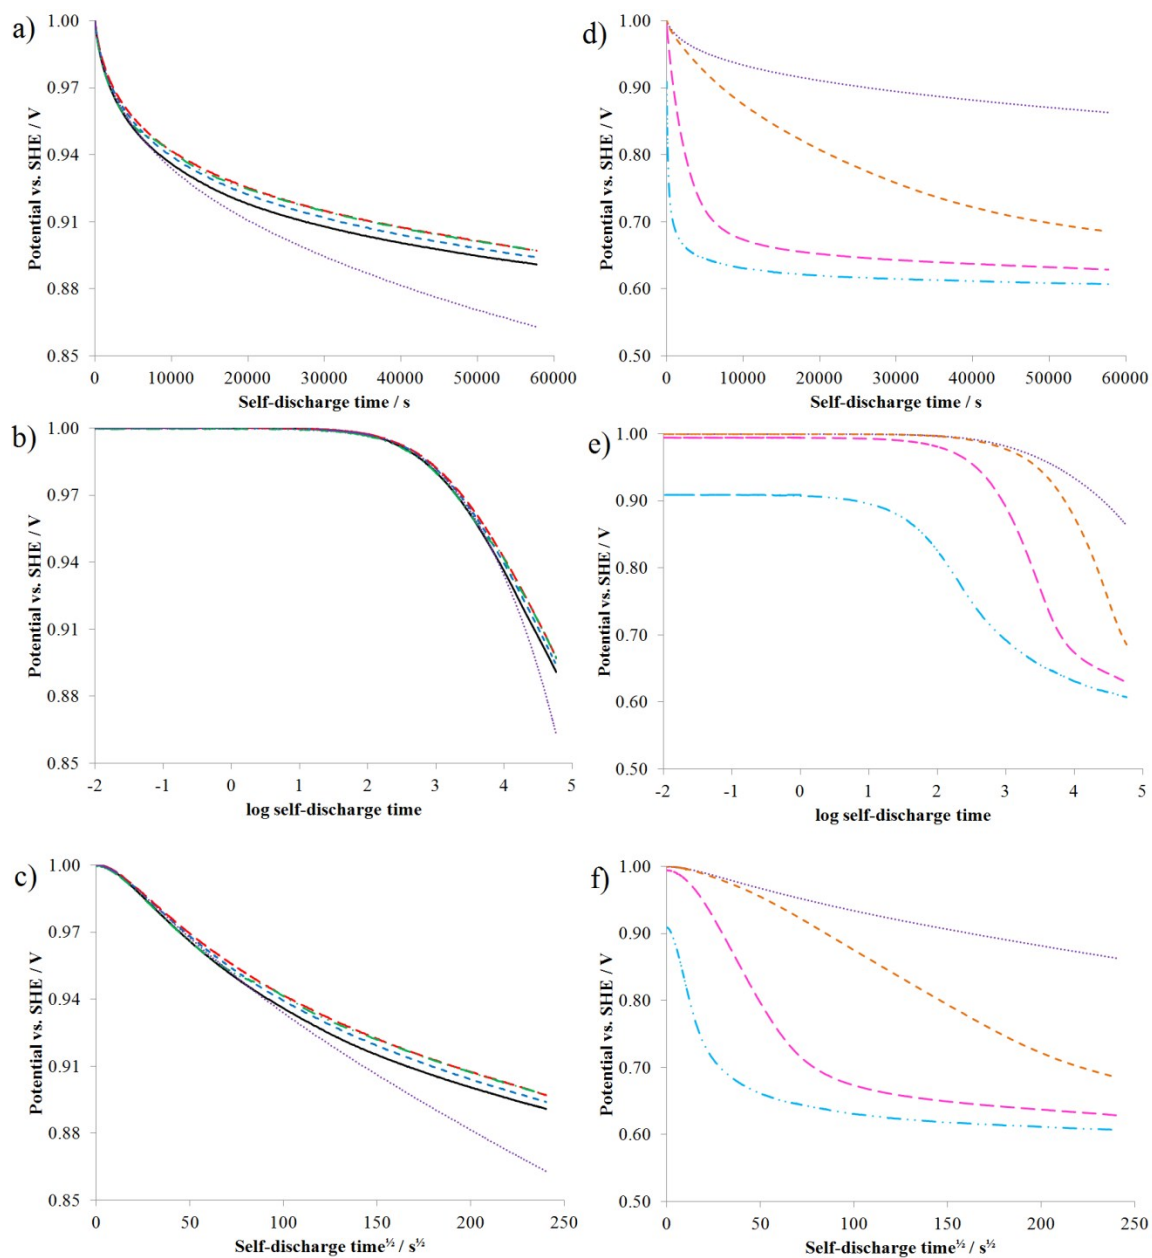 a)
1.00
0.97
0.94
0.91
0.88
0.85
Potential vs. SHE / V
0 10000 20000 30000 40000 50000 60000
Self-discharge time / s
d)
1.00
0.90
0.80
0.70
0.60
0.50
Potential vs. SHE / V
0 10000 20000 30000 40000 50000 60000
Self-discharge time / s
b)
1.00
0.97
0.94
0.91
0.88
0.85
Potential vs. SHE / V
-2 -1 0 1 2 3 4 5
log self-discharge time
e)
1.00
0.90
0.80
0.70
0.60
0.50
Potential vs. SHE / V
-2 -1 0 1 2 3 4 5
log self-discharge time
c)
1.00
0.97
0.94
0.91
0.88
0.85
Potential vs. SHE / V
0 50 100 150 200 250
Self-discharge time^½ / s^½
f)
1.00
0.90
0.80
0.70
0.60
0.50
Potential vs. SHE / V
0 50 100 150 200 250
Self-discharge time^½ / s^½